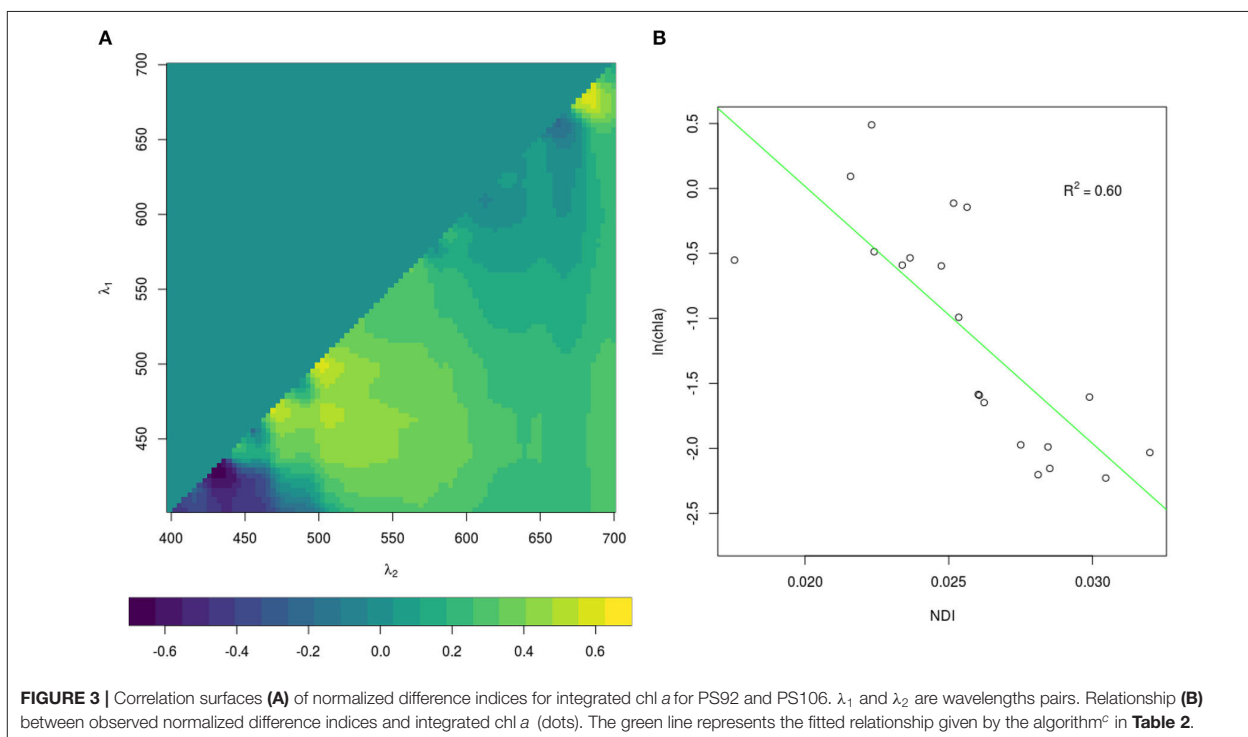 A
B
700
650
600
550
500
450
λ1
400 450 500 550 600 650 700
λ2
-0.6 -0.4 -0.2 0.0 0.2 0.4 0.6
0.5
0.0
-0.5
-1.0
-1.5
-2.0
-2.5
ln(chla)
R² = 0.60
0.020 0.025 0.030
NDI
FIGURE 3 | Correlation surfaces (A) of normalized difference indices for integrated chl a for PS92 and PS106. λ1 and λ2 are wavelengths pairs. Relationship (B)
between observed normalized difference indices and integrated chl a (dots). The green line represents the fitted relationship given by the algorithmᶜ in Table 2.